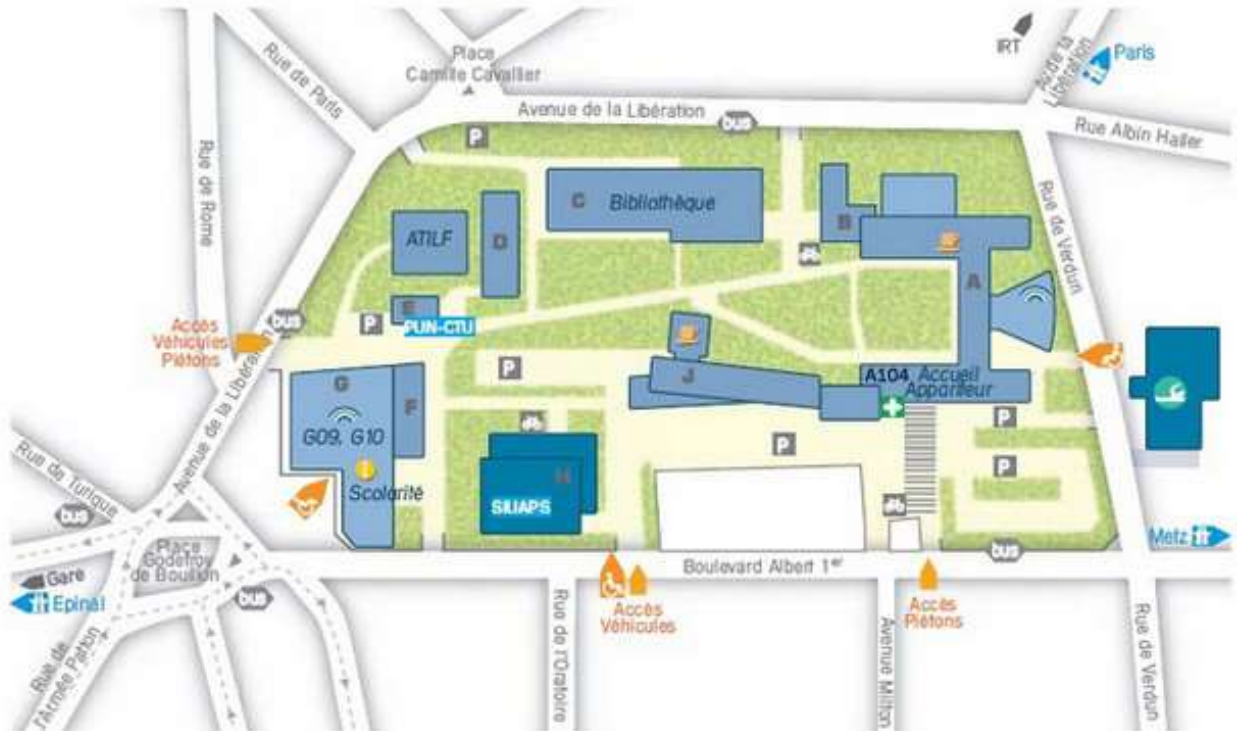 IRT
Paris
Place
Camille Cavallier
Rue de Paris
Av. de la
Libération
Avenue de la Libération
bus
P
Rue Albin Haller
Rue de Rome
C
Bibliothèque
B
ATILF
D
Rue de Verdun
A
E
PUN-CTU
P
bus
Accès
Véhicules
Piétons
G
F
P
J
A104 Accueil
Appariteur
Avenue de la Libération
G09, G10
P
P
P
Scolarité
H
SIUAPS
Rue de Turique
bus
Place
Godefroy
de Bouillon
bus
Metz
Gare
Epinal
bus
Boulevard Albert 1er
Accès
Véhicules
Accès
Piétons
Rue de
l'Armée Patton
Rue de l'Oratoire
Avenue Milton
Rue de Verdun